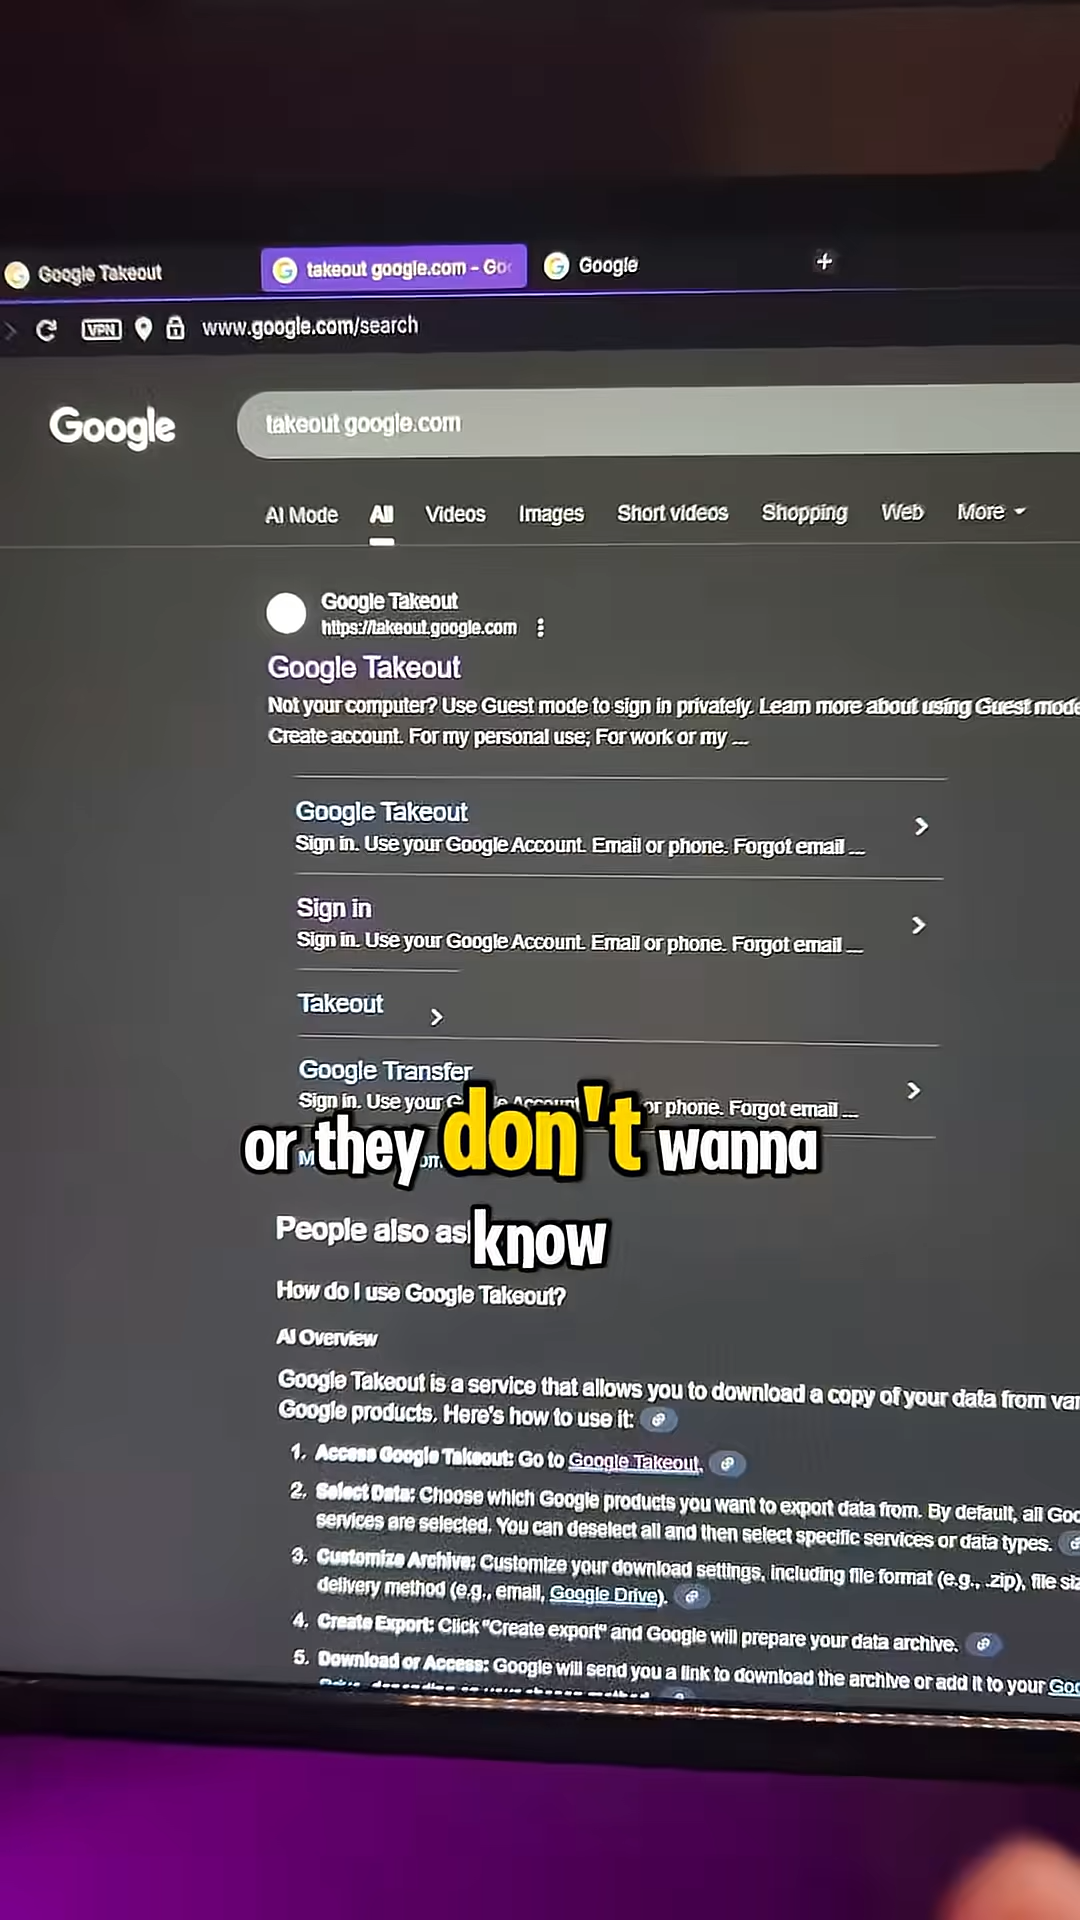 Google Takeout
takeout google.com - Go
Google
+
VPN
www.google.com/search
Google
takeout google.com
AI Mode All Videos Images Short videos Shopping Web More
Google Takeout
https://takeout.google.com
Google Takeout
Not your computer? Use Guest mode to sign in privately. Learn more about using Guest mode
Create account. For my personal use; For work or my ...
Google Takeout
Sign in. Use your Google Account. Email or phone. Forgot email ...
Sign in
Sign in. Use your Google Account. Email or phone. Forgot email ...
Takeout
Google Transfer
Sign in. Use your Google Account. or phone. Forgot email ...
or they don't wanna
know
People also as
How do I use Google Takeout?
AI Overview
Google Takeout is a service that allows you to download a copy of your data from var
Google products. Here's how to use it:
1. Access Google Takeout: Go to Google Takeout.
2. Select Data: Choose which Google products you want to export data from. By default, all Goo
services are selected. You can deselect all and then select specific services or data types.
3. Customize Archive: Customize your download settings, including file format (e.g., .zip), file siz
delivery method (e.g., email, Google Drive).
4. Create Export: Click "Create export" and Google will prepare your data archive.
5. Download or Access: Google will send you a link to download the archive or add it to your Goo